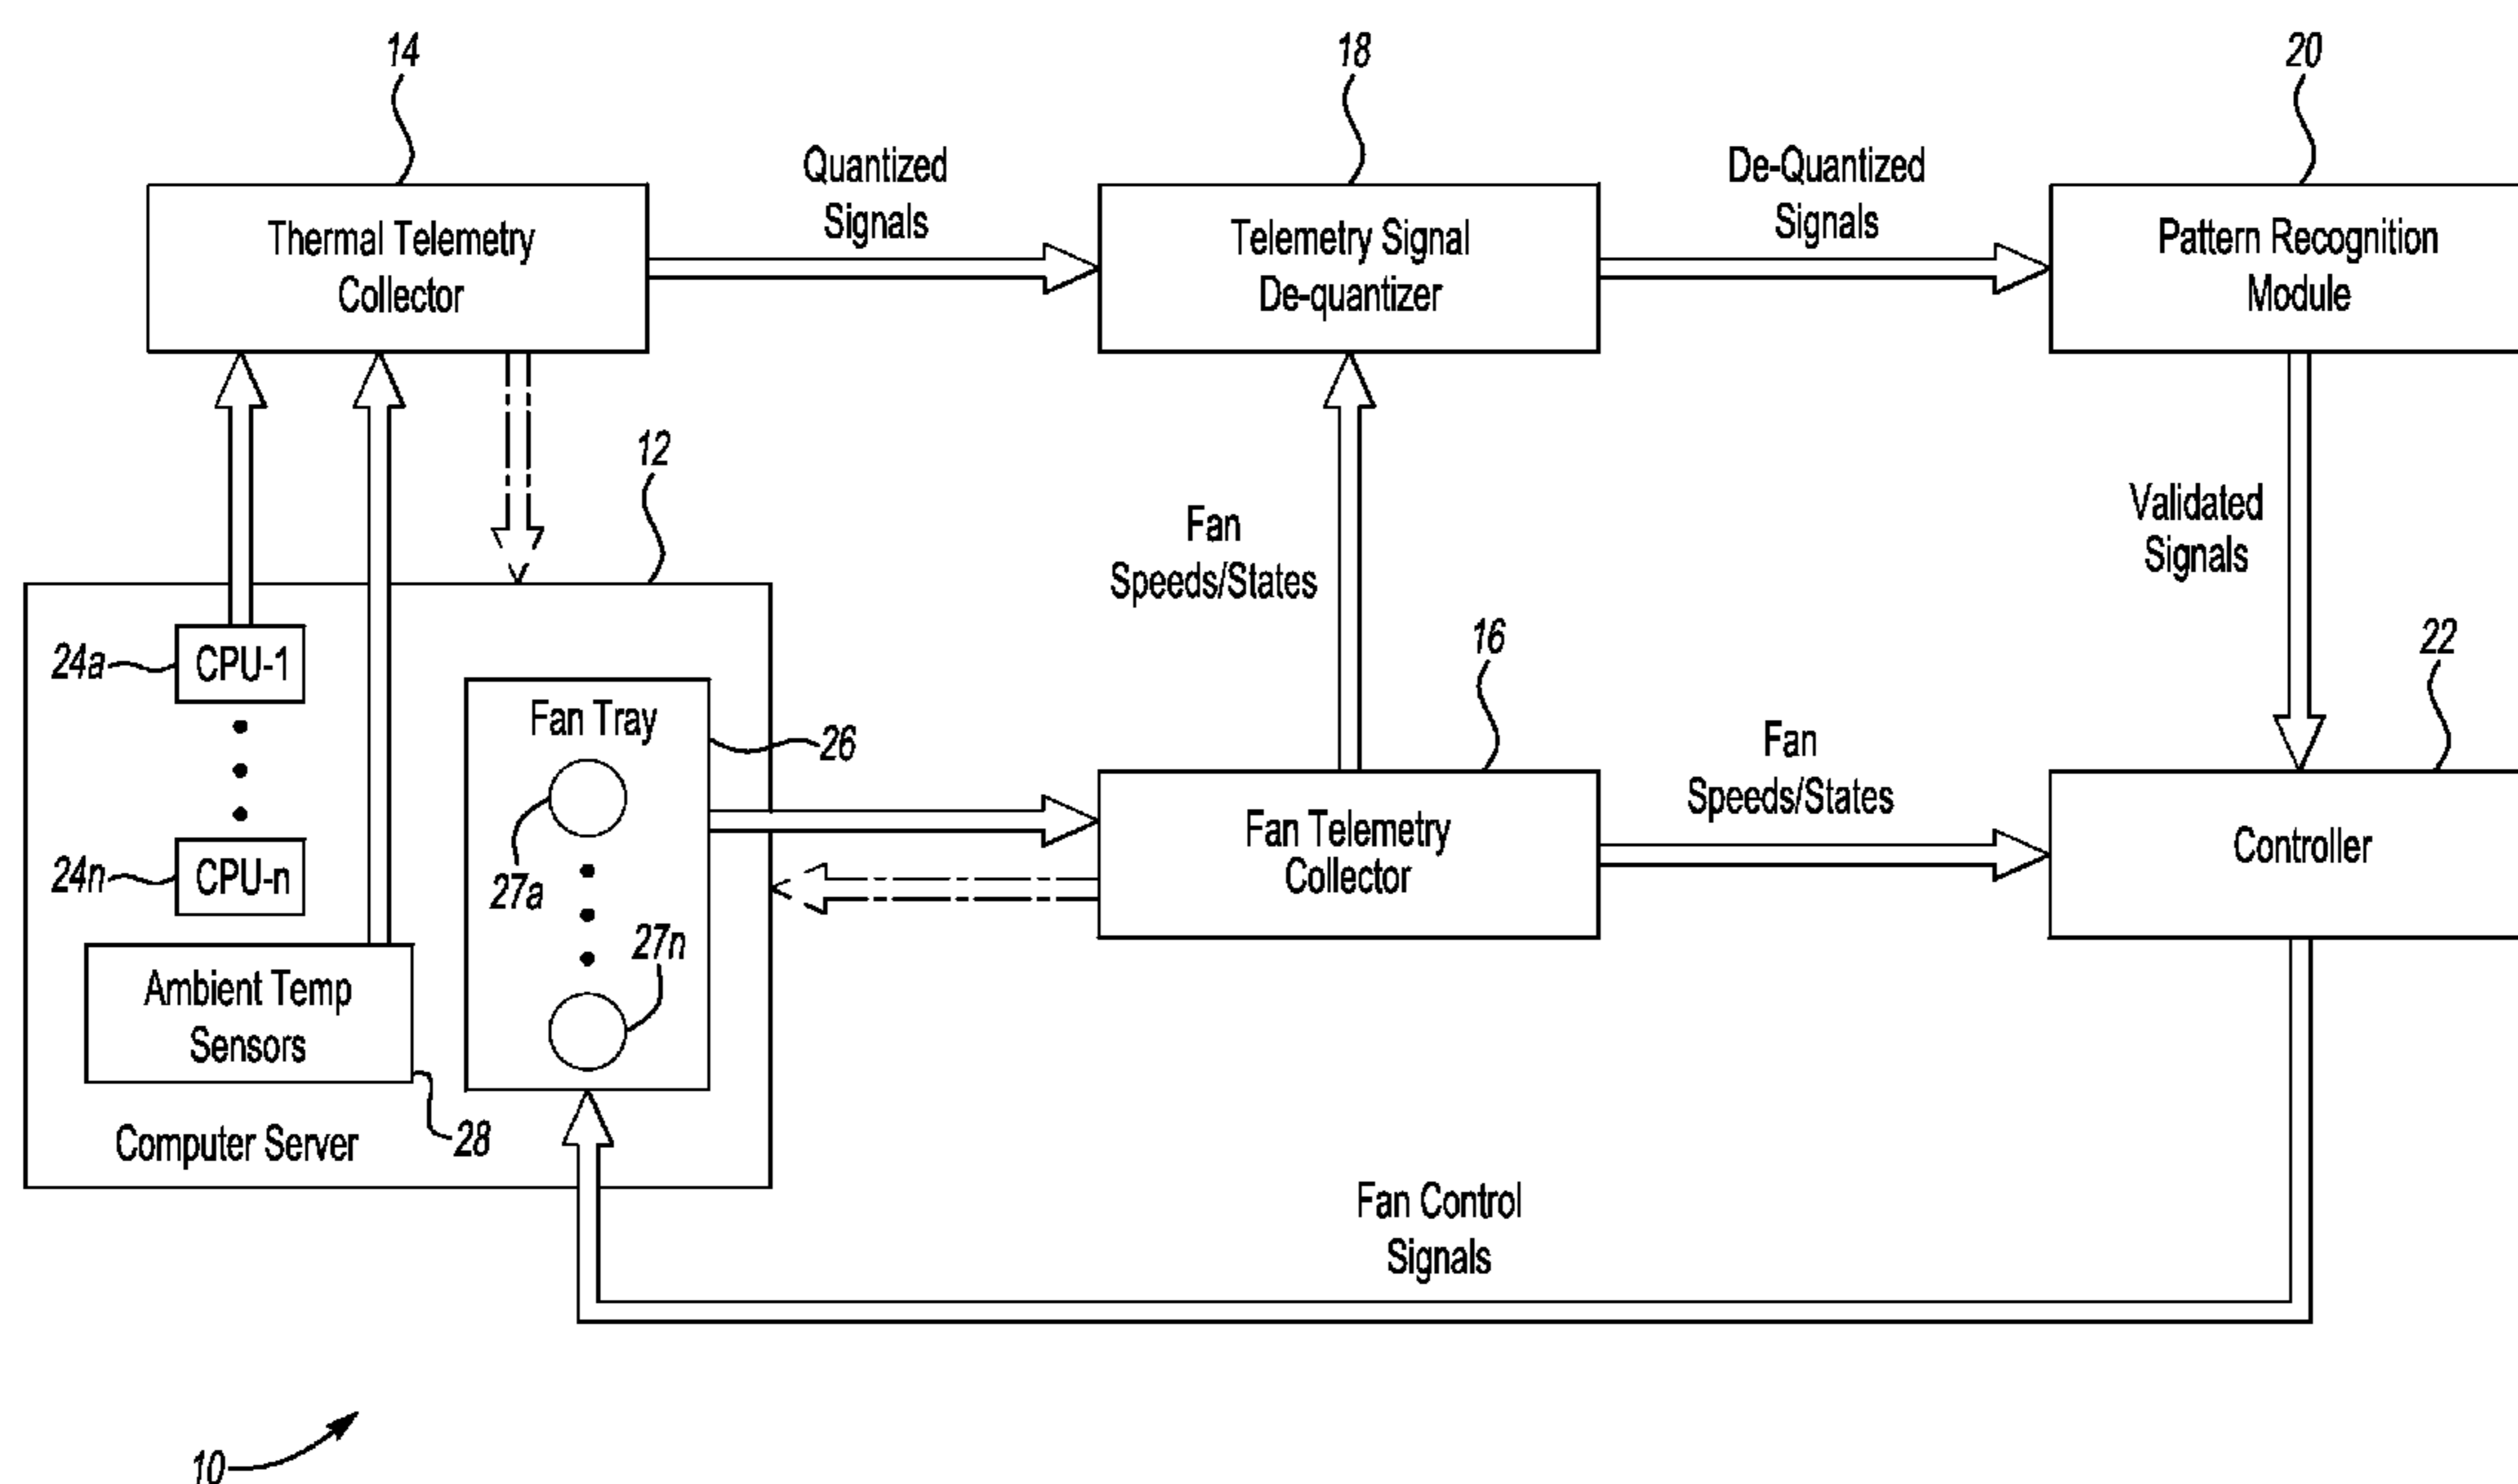 14
18
20
Quantized
Signals
De-Quantized
Signals
Thermal Telemetry
Collector
Telemetry Signal
De-quantizer
Pattern Recognition
Module
12
Fan
Speeds/States
Validated
Signals
16
22
24a
CPU-1
Fan Tray
26
Fan
Speeds/States
Fan Telemetry
Collector
Controller
24n
CPU-n
27a
27n
Ambient Temp
Sensors
28
Computer Server
Fan Control
Signals
10